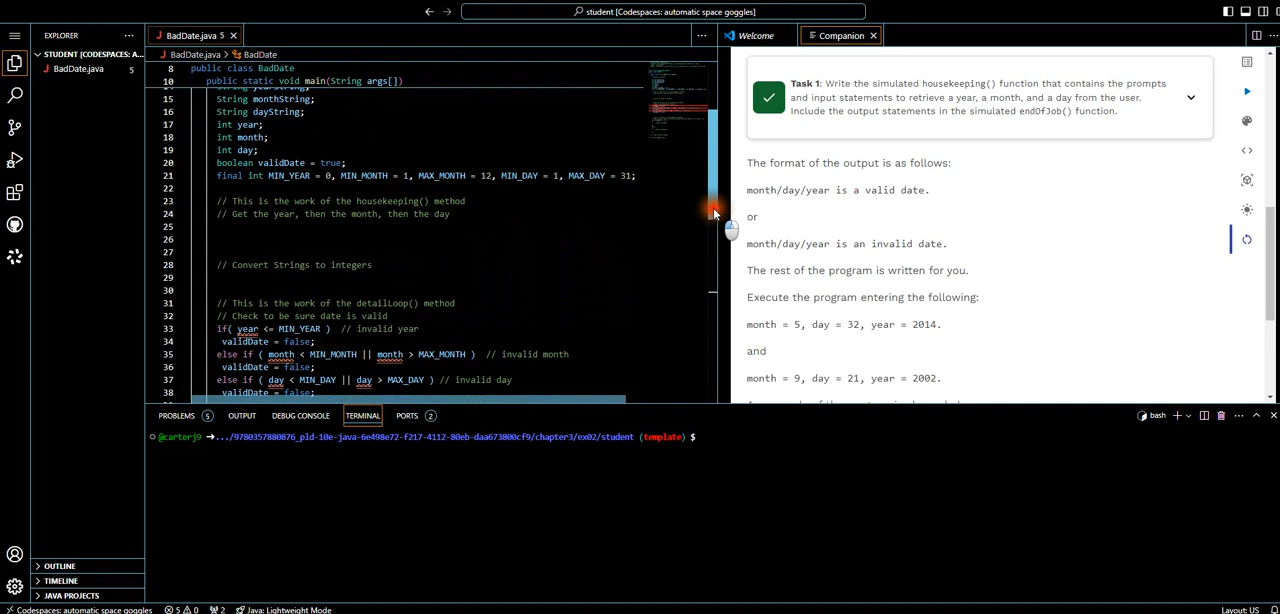 student [Codespaces: automatic space goggles]
EXPLORER
BadDate.java 5
Welcome
Companion
STUDENT [CODESPACES: A...
BadDate.java 5
BadDate.java > BadDate
8 public class BadDate
10 public static void main(String args[])
15 String monthString;
16 String dayString;
17 int year;
18 int month;
19 int day;
20 boolean validDate = true;
21 final int MIN_YEAR = 0, MIN_MONTH = 1, MAX_MONTH = 12, MIN_DAY = 1, MAX_DAY = 31;
22
23 // This is the work of the housekeeping() method
24 // Get the year, then the month, then the day
25
26
27
28 // Convert Strings to integers
29
30
31 // This is the work of the detailLoop() method
32 // Check to be sure date is valid
33 if( year <= MIN_YEAR ) // invalid year
34 validDate = false;
35 else if ( month < MIN_MONTH || month > MAX_MONTH ) // invalid month
36 validDate = false;
37 else if ( day < MIN_DAY || day > MAX_DAY ) // invalid day
38 validDate = false;
Task 1: Write the simulated housekeeping() function that contains the prompts
and input statements to retrieve a year, a month, and a day from the user.
Include the output statements in the simulated endOfJob() function.
The format of the output is as follows:
month/day/year is a valid date.
or
month/day/year is an invalid date.
The rest of the program is written for you.
Execute the program entering the following:
month = 5, day = 32, year = 2014.
and
month = 9, day = 21, year = 2002.
PROBLEMS 5 OUTPUT DEBUG CONSOLE TERMINAL PORTS 2
bash
@carterj9 ➜.../9780357880876_pld-10e-java-6e498e72-f217-4112-80eb-daa673800cf9/chapter3/ex02/student (template) $
OUTLINE
TIMELINE
JAVA PROJECTS
Codespaces: automatic space goggles 5 0 2 Java: Lightweight Mode
Layout: US